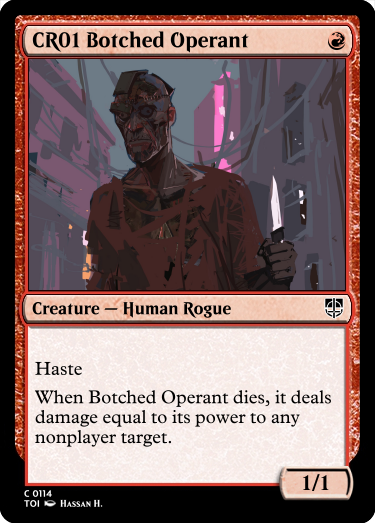 CR01 Botched Operant
Creature — Human Rogue
Haste
When Botched Operant dies, it deals
damage equal to its power to any
nonplayer target.
1/1
C 0114
TOI HASSAN H.